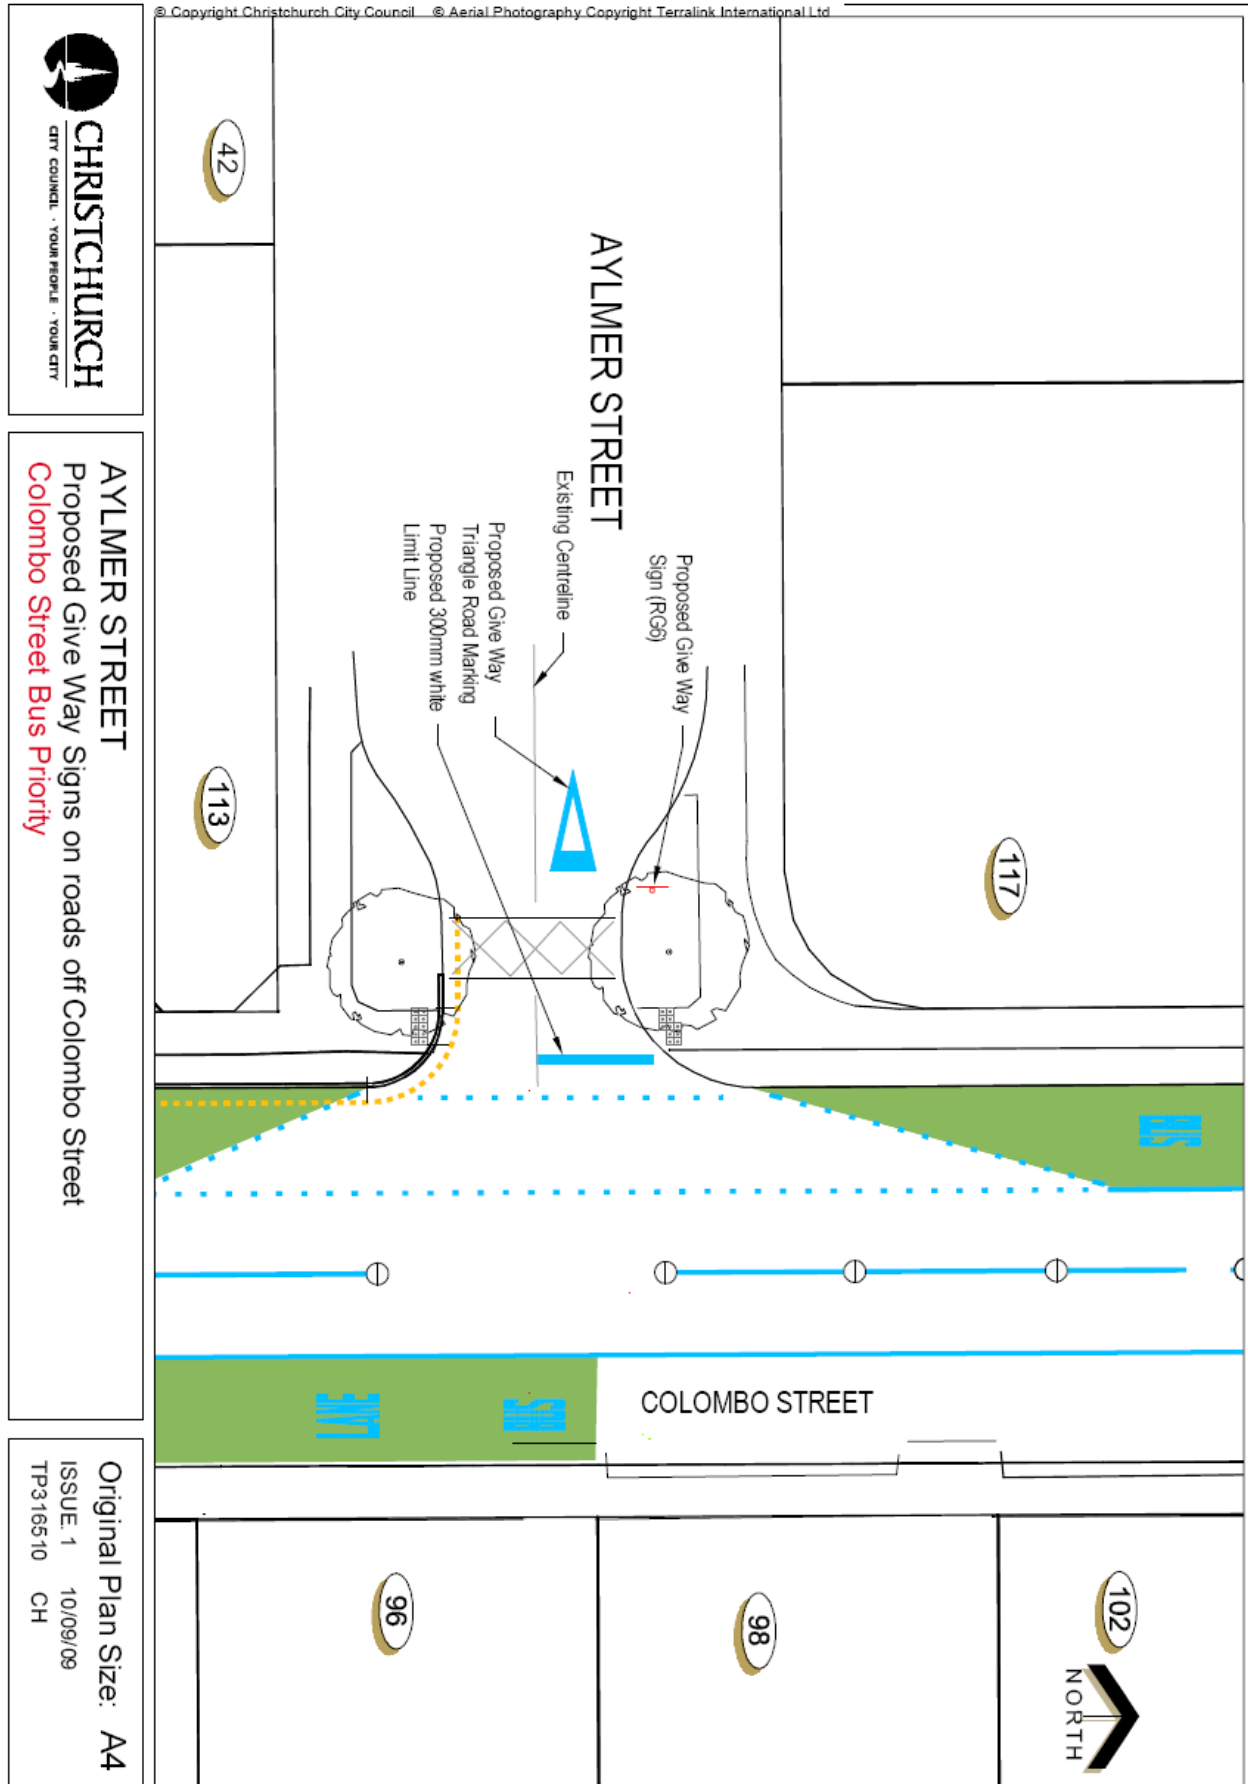 © Copyright Christchurch City Council © Aerial Photography Copyright Terralink International Ltd
42
AYLMER STREET
Existing Centreline
Proposed Give Way
Sign (RG6)
Proposed Give Way
Triangle Road Marking
Proposed 300mm white
Limit Line
117
113
BUS
LANE
BUS
COLOMBO STREET
96
98
102
NORTH
CHRISTCHURCH
CITY COUNCIL · YOUR PEOPLE · YOUR CITY
AYLMER STREET
Proposed Give Way Signs on roads off Colombo Street
Colombo Street Bus Priority
Original Plan Size: A4
ISSUE. 1 10/09/09
TP316510 CH